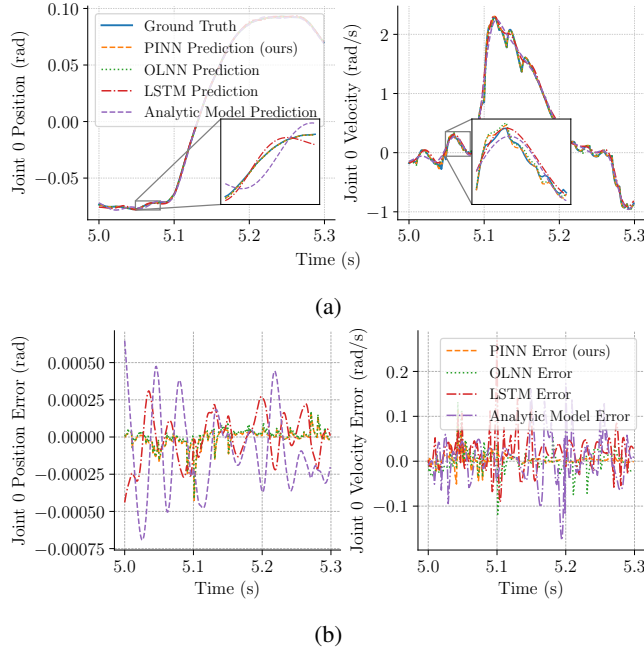 Joint 0 Position (rad)
0.10
0.05
0.00
−0.05
Ground Truth
PINN Prediction (ours)
OLNN Prediction
LSTM Prediction
Analytic Model Prediction
5.0
5.1
5.2
5.3
Joint 0 Velocity (rad/s)
2
1
0
−1
5.0
5.1
5.2
5.3
Time (s)
(a)
Joint 0 Position Error (rad)
0.00050
0.00025
0.00000
−0.00025
−0.00050
−0.00075
5.0
5.1
5.2
5.3
Time (s)
Joint 0 Velocity Error (rad/s)
0.2
0.1
0.0
−0.1
PINN Error (ours)
OLNN Error
LSTM Error
Analytic Model Error
5.0
5.1
5.2
5.3
Time (s)
(b)